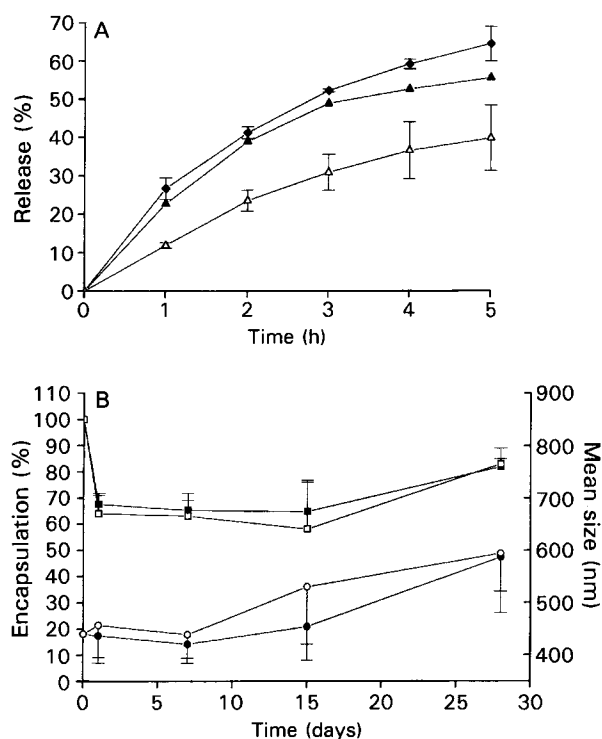 A
Release (%)
70
60
50
40
30
20
10
0
0 1 2 3 4 5
Time (h)
B
Encapsulation (%)
110
100
90
80
70
60
50
40
30
20
10
0
900
800
700
600
500
400
Mean size (nm)
0 5 10 15 20 25 30
Time (days)